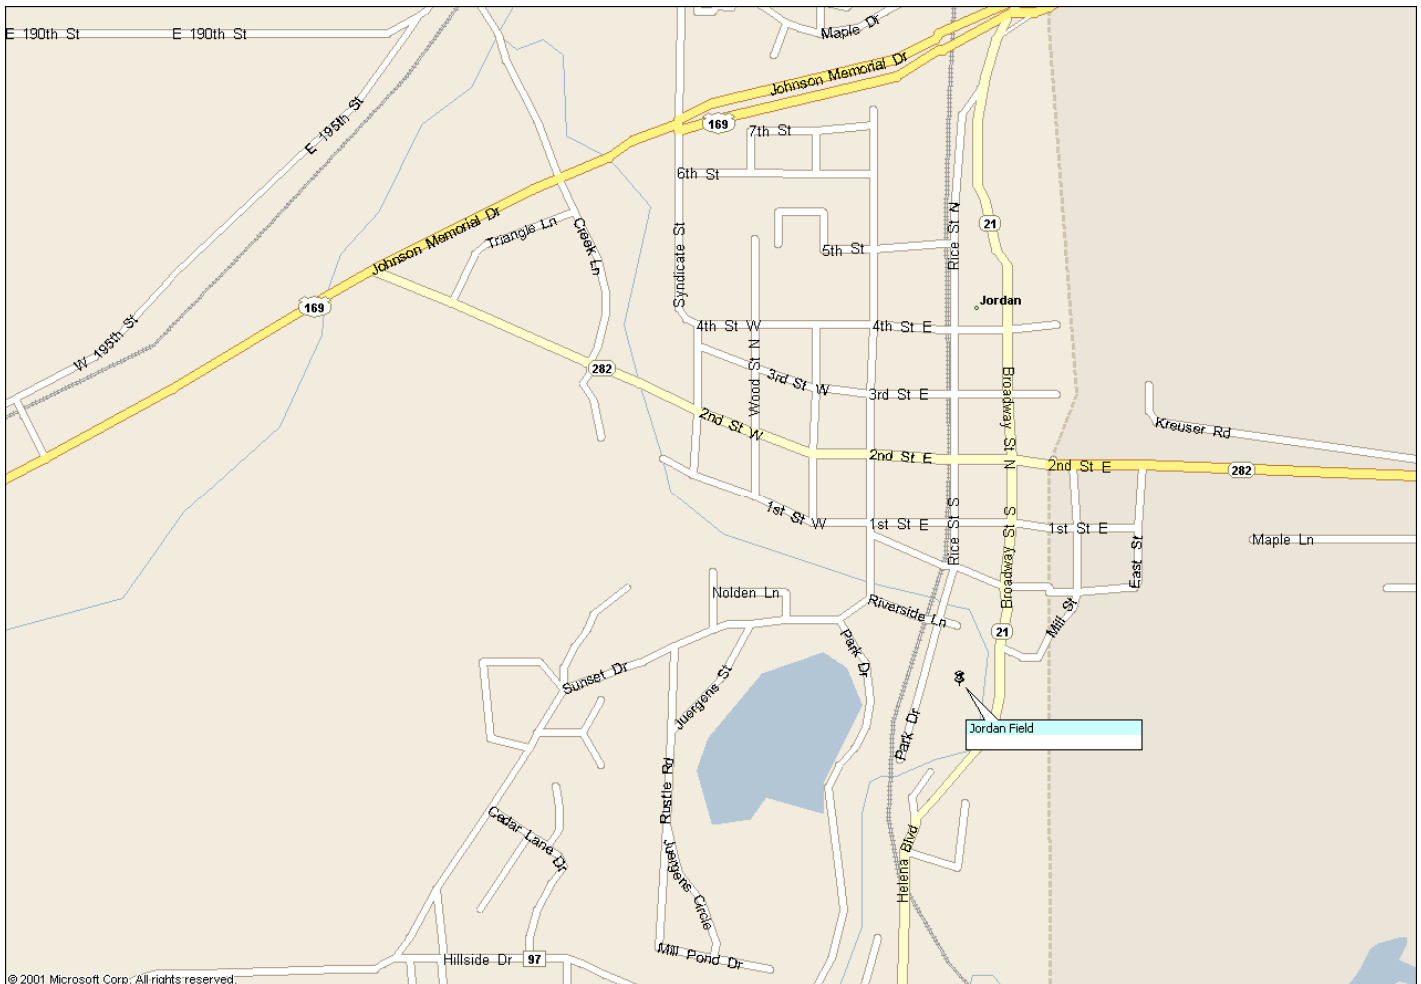 E 190th St
E 190th St
Maple Dr
Johnson Memorial Dr
169
7th St
E 195th St
6th St
Johnson Memorial Dr
Triangle Ln
Creek Ln
Syndicate St
5th St
Rice St N
21
169
Jordan
W 195th St
4th St W
4th St E
282
Wood St N
3rd St W
3rd St E
Broadway St N
2nd St W
2nd St E
Kreuser Rd
2nd St E
282
1st St W
1st St E
Rice St S
Broadway St S
1st St E
East St
Maple Ln
Nolden Ln
Riverside Ln
Mill St
21
Park Dr
Sunset Dr
Juergens St
Park Dr
Jordan Field
Rustle Rd
Cedar Lane Dr
Juergens Circle
Helena Blvd
Mill Pond Dr
Hillside Dr
97
© 2001 Microsoft Corp. All rights reserved.